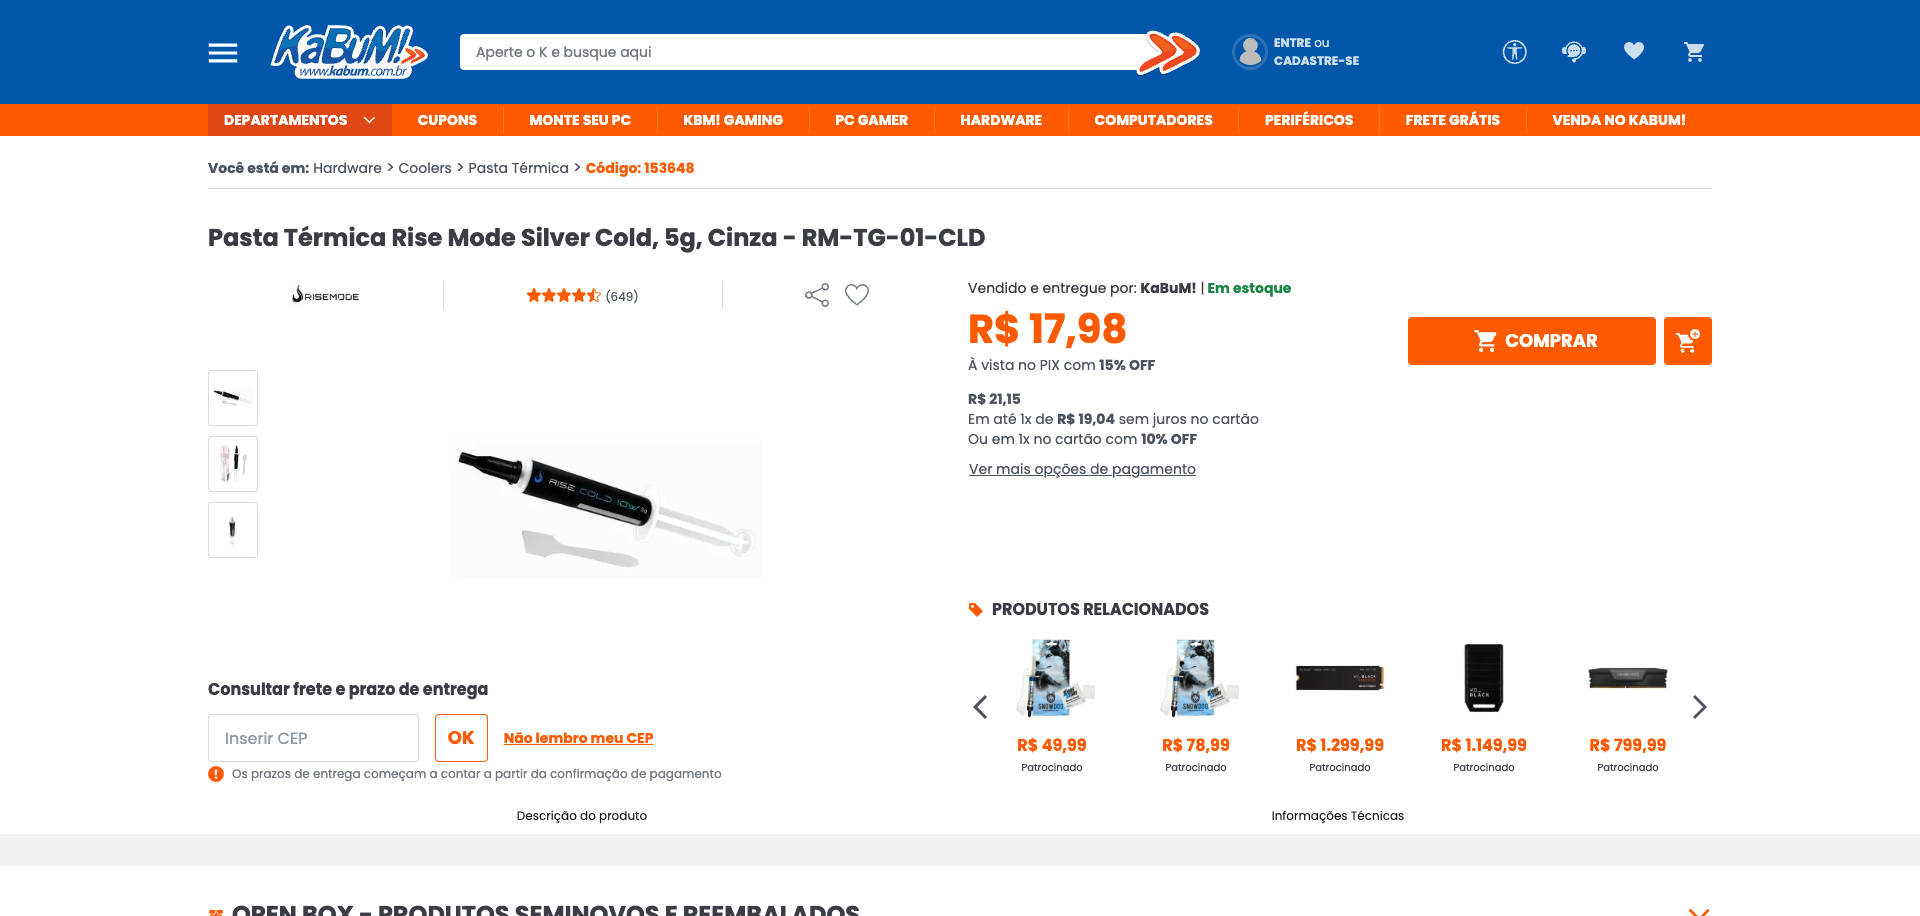 KaBuM!
www.kabum.com.br
Aperte o K e busque aqui
ENTRE ou
CADASTRE-SE
DEPARTAMENTOS
CUPONS
MONTE SEU PC
KBM! GAMING
PC GAMER
HARDWARE
COMPUTADORES
PERIFÉRICOS
FRETE GRÁTIS
VENDA NO KABUM!
Você está em: Hardware > Coolers > Pasta Térmica > Código: 153648
Pasta Térmica Rise Mode Silver Cold, 5g, Cinza - RM-TG-01-CLD
RISEMODE
(649)
Vendido e entregue por: KaBuM! | Em estoque
R$ 17,98
À vista no PIX com 15% OFF
R$ 21,15
Em até 1x de R$ 19,04 sem juros no cartão
Ou em 1x no cartão com 10% OFF
Ver mais opções de pagamento
COMPRAR
RISE COLD 10W 5g
PRODUTOS RELACIONADOS
SNOWDOG
SNOWDOG
WD_BLACK
WD_
BLACK
R$ 49,99
R$ 78,99
R$ 1.299,99
R$ 1.149,99
R$ 799,99
Patrocinado
Patrocinado
Patrocinado
Patrocinado
Patrocinado
Consultar frete e prazo de entrega
Inserir CEP
OK
Não lembro meu CEP
Os prazos de entrega começam a contar a partir da confirmação de pagamento
Descrição do produto
Informações Técnicas
OPEN BOX - PRODUTOS SEMINOVOS E REEMBALADOS